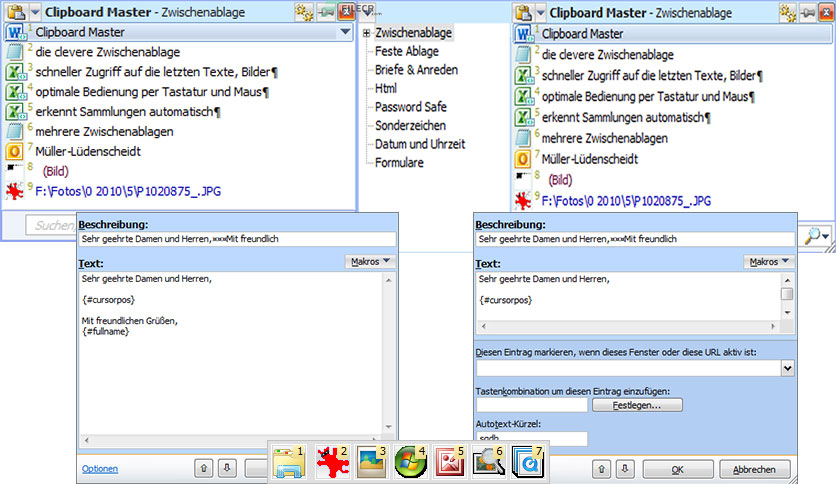 Clipboard Master - Zwischenablage
1 Clipboard Master
2 die clevere Zwischenablage
3 schneller Zugriff auf die letzten Texte, Bilder¶
4 optimale Bedienung per Tastatur und Maus¶
5 erkennt Sammlungen automatisch¶
6 mehrere Zwischenablagen
7 Müller-Lüdenscheidt
8 (Bild)
9 F:\Fotos\0 2010\5\P1020875_.JPG
Suchen,
FILECR
Zwischenablage
Feste Ablage
Briefe & Anreden
Html
Password Safe
Sonderzeichen
Datum und Uhrzeit
Formulare
Clipboard Master - Zwischenablage
1 Clipboard Master
2 die clevere Zwischenablage
3 schneller Zugriff auf die letzten Texte, Bilder¶
4 optimale Bedienung per Tastatur und Maus¶
5 erkennt Sammlungen automatisch¶
6 mehrere Zwischenablagen
7 Müller-Lüdenscheidt
8 (Bild)
9 F:\Fotos\0 2010\5\P1020875_.JPG
Beschreibung:
Sehr geehrte Damen und Herren,¤¤¤Mit freundlich
Text:
Makros
Sehr geehrte Damen und Herren,
{#cursorpos}
Mit freundlichen Grüßen,
{#fullname}
Optionen
Beschreibung:
Sehr geehrte Damen und Herren,¤¤¤Mit freundlich
Text:
Makros
Sehr geehrte Damen und Herren,
{#cursorpos}
Diesen Eintrag markieren, wenn dieses Fenster oder diese URL aktiv ist:
Tastenkombination um diesen Eintrag einzufügen:
Festlegen...
Autotext-Kürzel:
sgdh
OK
Abbrechen
1 2 3 4 5 6 7